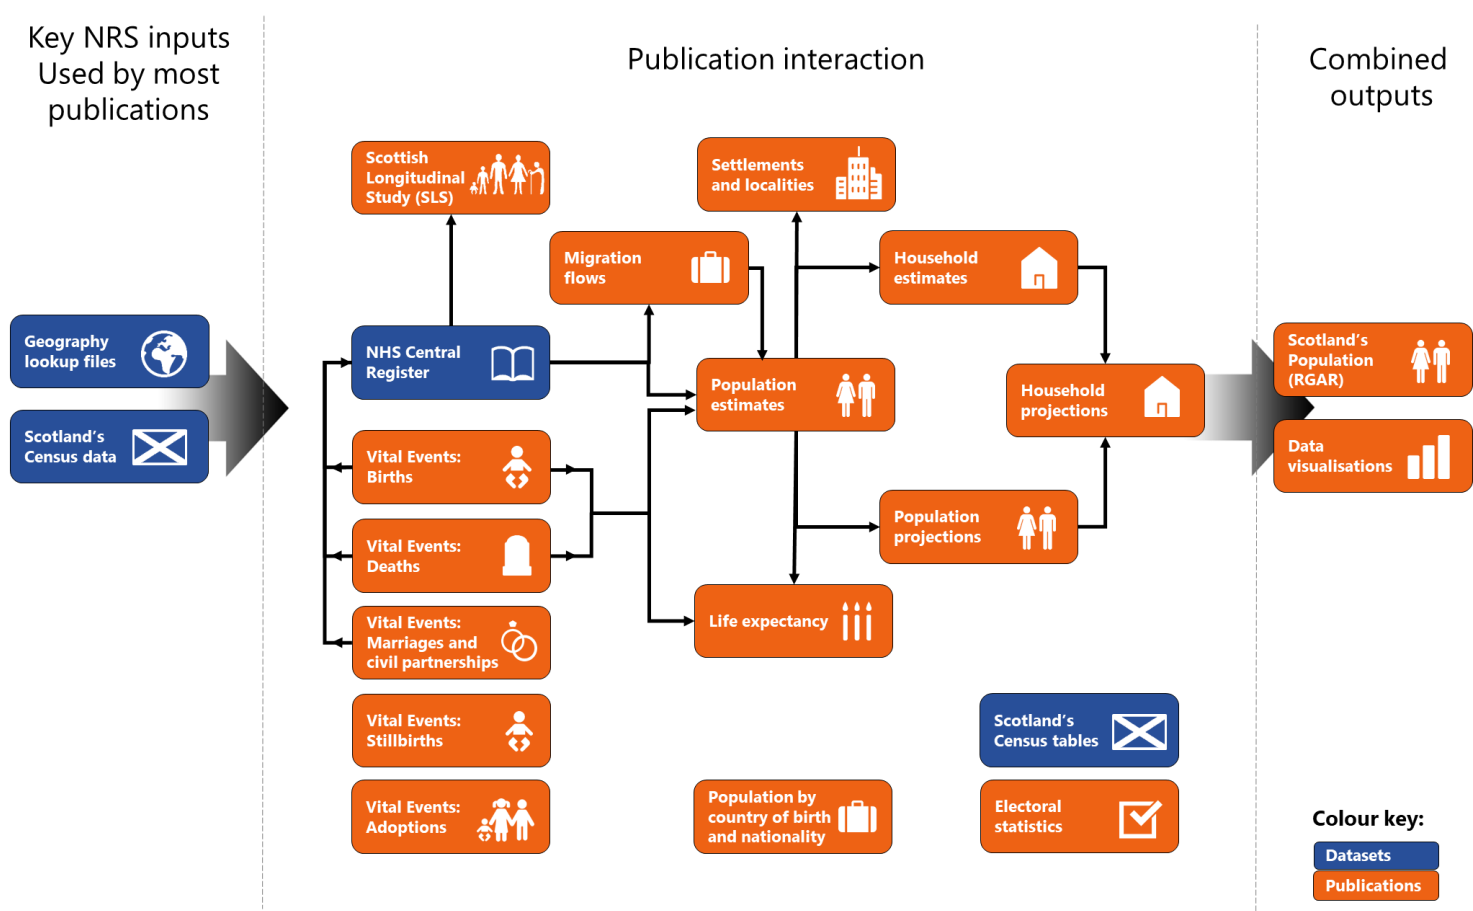 Key NRS inputs
Used by most
publications
Publication interaction
Combined
outputs
Scottish
Longitudinal
Study (SLS)
Settlements
and localities
Migration
flows
Household
estimates
Geography
lookup files
NHS Central
Register
Scotland's
Population
(RGAR)
Population
estimates
Household
projections
Scotland's
Census data
Vital Events:
Births
Data
visualisations
Vital Events:
Deaths
Population
projections
Vital Events:
Marriages and
civil partnerships
Life expectancy
Vital Events:
Stillbirths
Scotland's
Census tables
Vital Events:
Adoptions
Population by
country of birth
and nationality
Electoral
statistics
Colour key:
Datasets
Publications